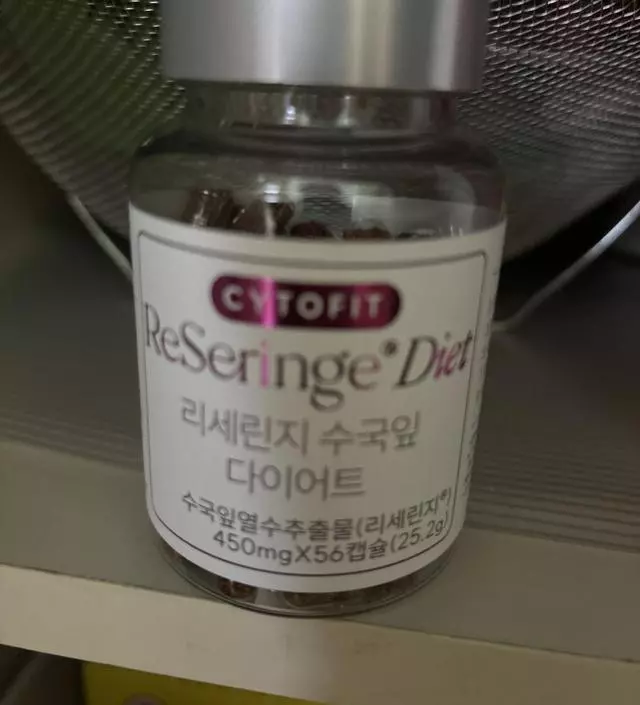 CYTOFIT
ReSeringe® Diet
리세린지 수국잎
다이어트
수국잎열수추출물(리세린지®)
450mgX56캡슐(25.2g)